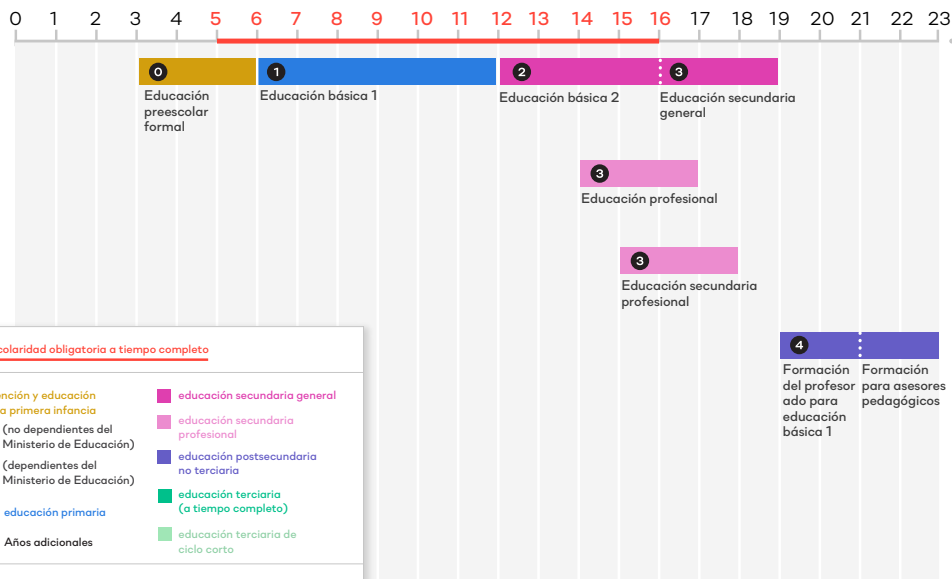 0 1 2 3 4 5 6 7 8 9 10 11 12 13 14 15 16 17 18 19 20 21 22 23
0
1
2
3
Educación
preescolar
formal
Educación básica 1
Educación básica 2
Educación secundaria
general
3
Educación profesional
3
Educación secundaria
profesional
4
Formación
del profesor
ado para
educación
básica 1
Formación
para asesores
pedagógicos
colaridad obligatoria a tiempo completo
nción y educación
a primera infancia
(no dependientes del
Ministerio de Educación)
(dependientes del
Ministerio de Educación)
educación primaria
Años adicionales
educación secundaria general
educación secundaria
profesional
educación postsecundaria
no terciaria
educación terciaria
(a tiempo completo)
educación terciaria de
ciclo corto